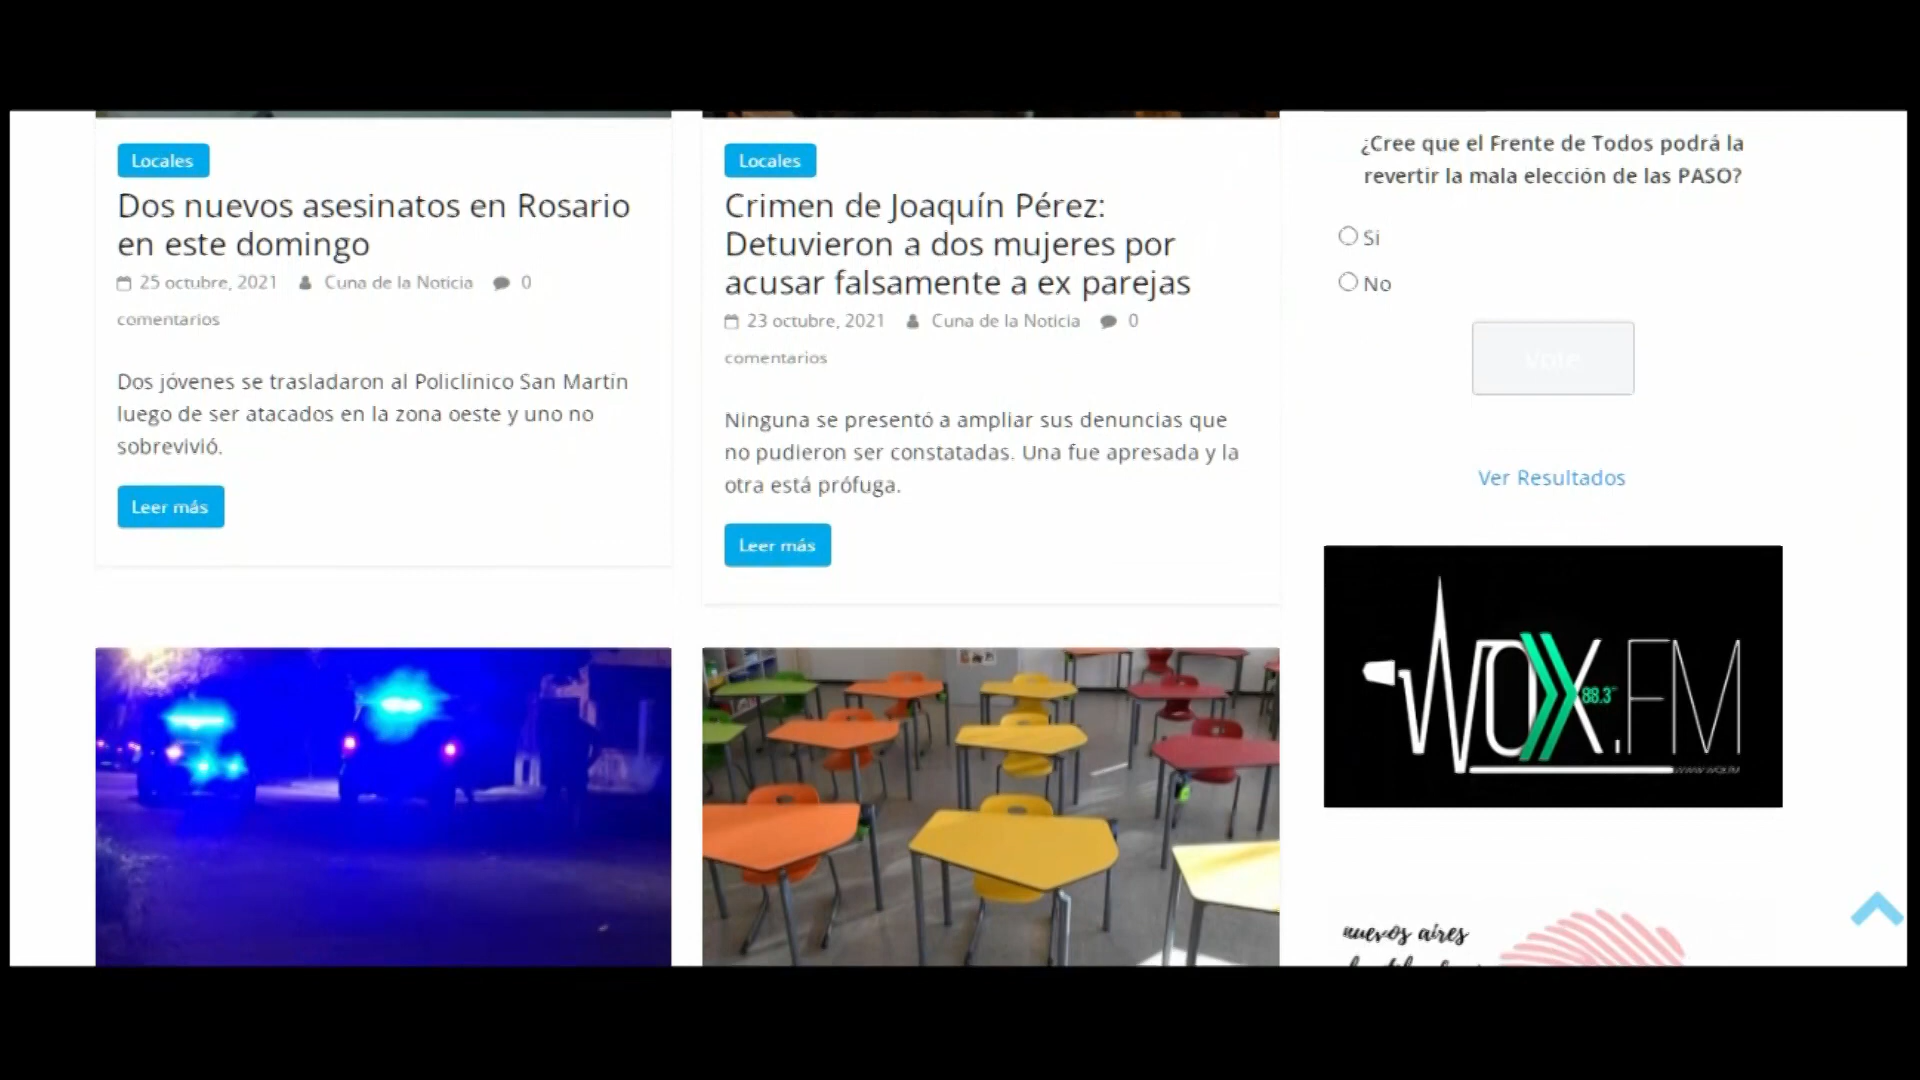 Locales
Dos nuevos asesinatos en Rosario
en este domingo
25 octubre, 2021 Cuna de la Noticia 0
comentarios
Dos jóvenes se trasladaron al Policlínico San Martín
luego de ser atacados en la zona oeste y uno no
sobrevivió.
Leer más
Locales
Crimen de Joaquín Pérez:
Detuvieron a dos mujeres por
acusar falsamente a ex parejas
23 octubre, 2021 Cuna de la Noticia 0
comentarios
Ninguna se presentó a ampliar sus denuncias que
no pudieron ser constatadas. Una fue apresada y la
otra está prófuga.
Leer más
¿Cree que el Frente de Todos podrá la
revertir la mala elección de las PASO?
Si
No
Vote
Ver Resultados
WOX.FM
88.3
nuevos aires